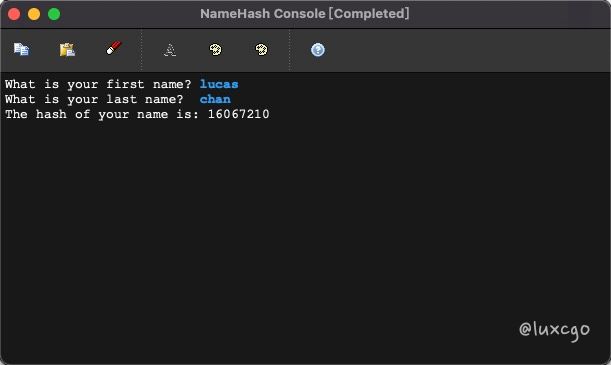 NameHash Console [Completed]
What is your first name? lucas
What is your last name?  chan
The hash of your name is: 16067210
@luxcgo